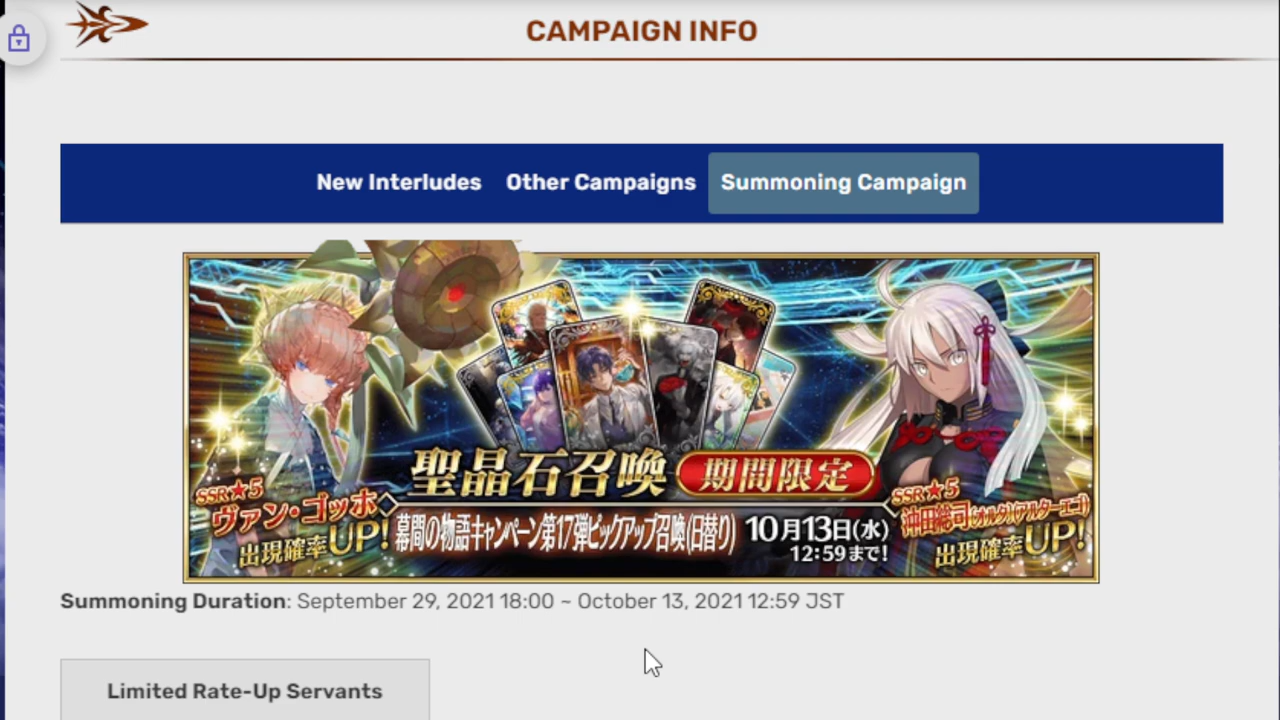 CAMPAIGN INFO
New Interludes Other Campaigns Summoning Campaign
聖晶石召喚 期間限定
SSR★5
ヴァン・ゴッホ
出現確率UP!
幕間の物語キャンペーン第17弾ピックアップ召喚(日替り)
10月13日(水)
12:59まで!
SSR★5
沖田総司(オルタ)(アルターエゴ)
出現確率UP!
Summoning Duration: September 29, 2021 18:00 ~ October 13, 2021 12:59 JST
Limited Rate-Up Servants